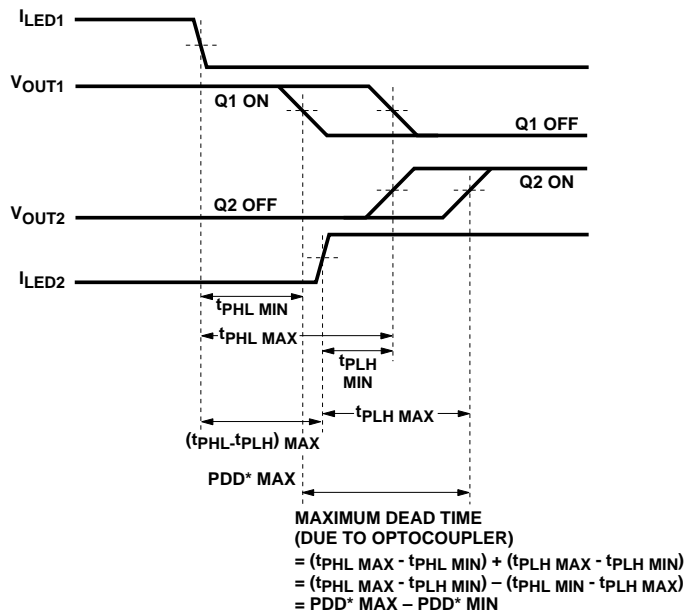 ILED1
VOUT1
Q1 ON
Q1 OFF
Q2 OFF
Q2 ON
VOUT2
ILED2
tPHL MIN
tPHL MAX
tPLH
MIN
tPLH MAX
(tPHL-tPLH) MAX
PDD* MAX
MAXIMUM DEAD TIME
(DUE TO OPTOCOUPLER)
= (tPHL MAX - tPHL MIN) + (tPLH MAX - tPLH MIN)
= (tPHL MAX - tPLH MIN) – (tPHL MIN - tPLH MAX)
= PDD* MAX – PDD* MIN